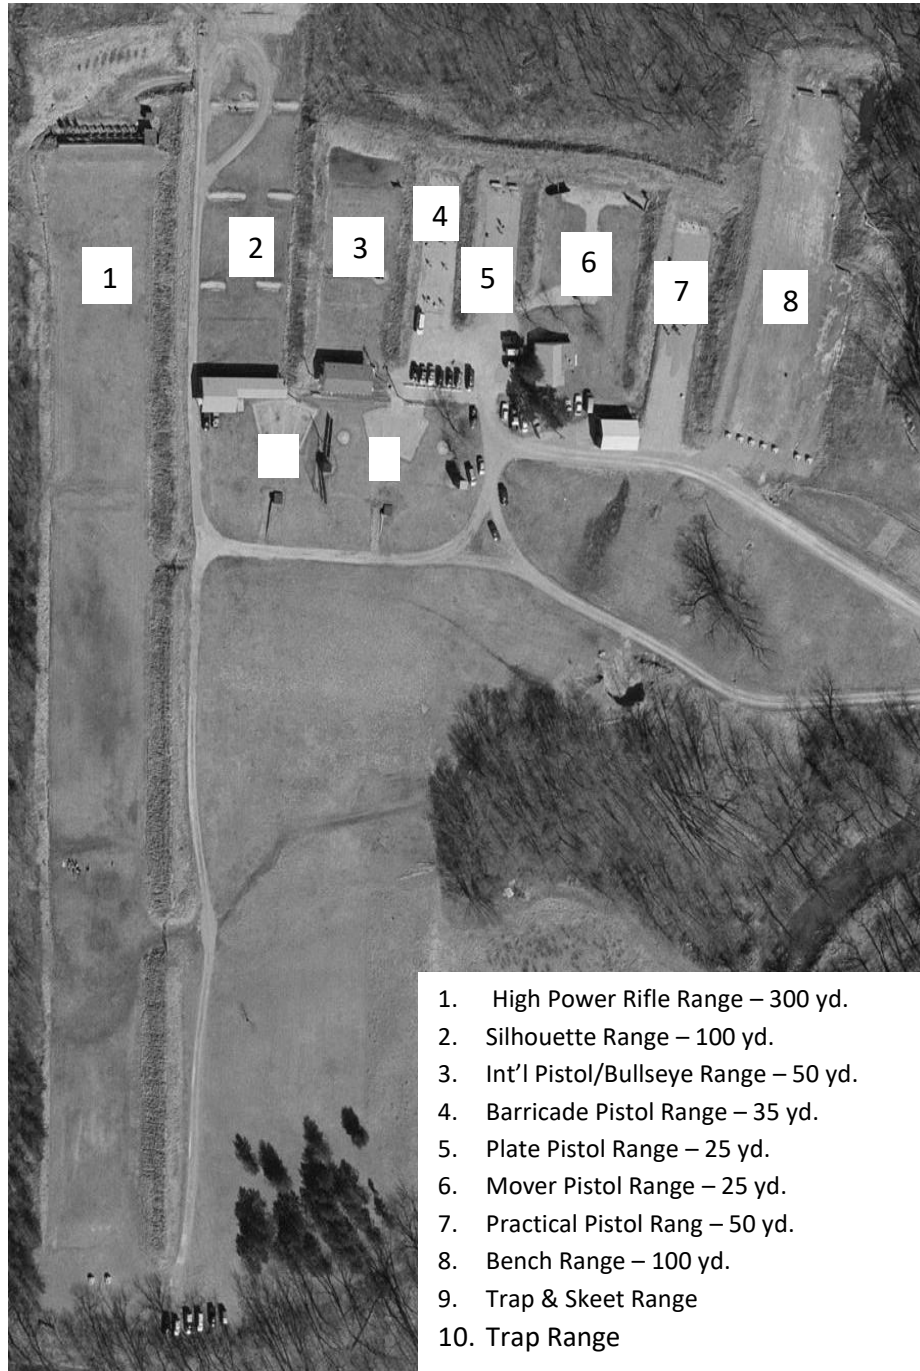 1
2
3
4
5
6
7
8
1. High Power Rifle Range – 300 yd.
2. Silhouette Range – 100 yd.
3. Int’l Pistol/Bullseye Range – 50 yd.
4. Barricade Pistol Range – 35 yd.
5. Plate Pistol Range – 25 yd.
6. Mover Pistol Range – 25 yd.
7. Practical Pistol Rang – 50 yd.
8. Bench Range – 100 yd.
9. Trap & Skeet Range
10. Trap Range